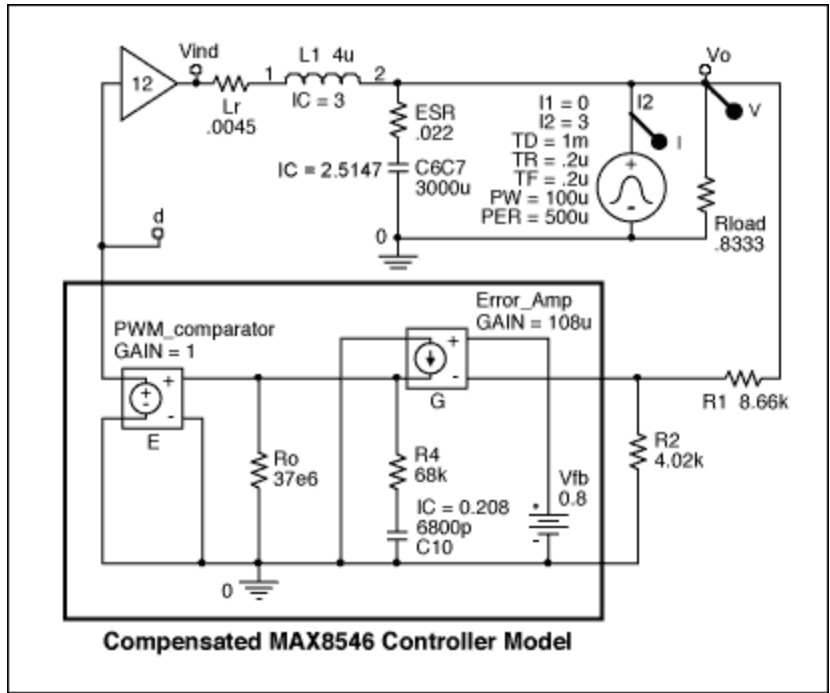 12
Vind
Lr
.0045
1
L1 4u
IC = 3
2
ESR
.022
IC = 2.5147
C6C7
3000u
0
I1 = 0
I2 = 3
TD = 1m
TR = .2u
TF = .2u
PW = 100u
PER = 500u
I2
I
+
-
Vo
V
Rload
.8333
d
PWM_comparator
GAIN = 1
+
-
+
-
E
Ro
37e6
Error_Amp
GAIN = 108u
+
-
G
R4
68k
IC = 0.208
6800p
C10
Vfb
0.8
+
-
0
R1 8.66k
R2
4.02k
Compensated MAX8546 Controller Model